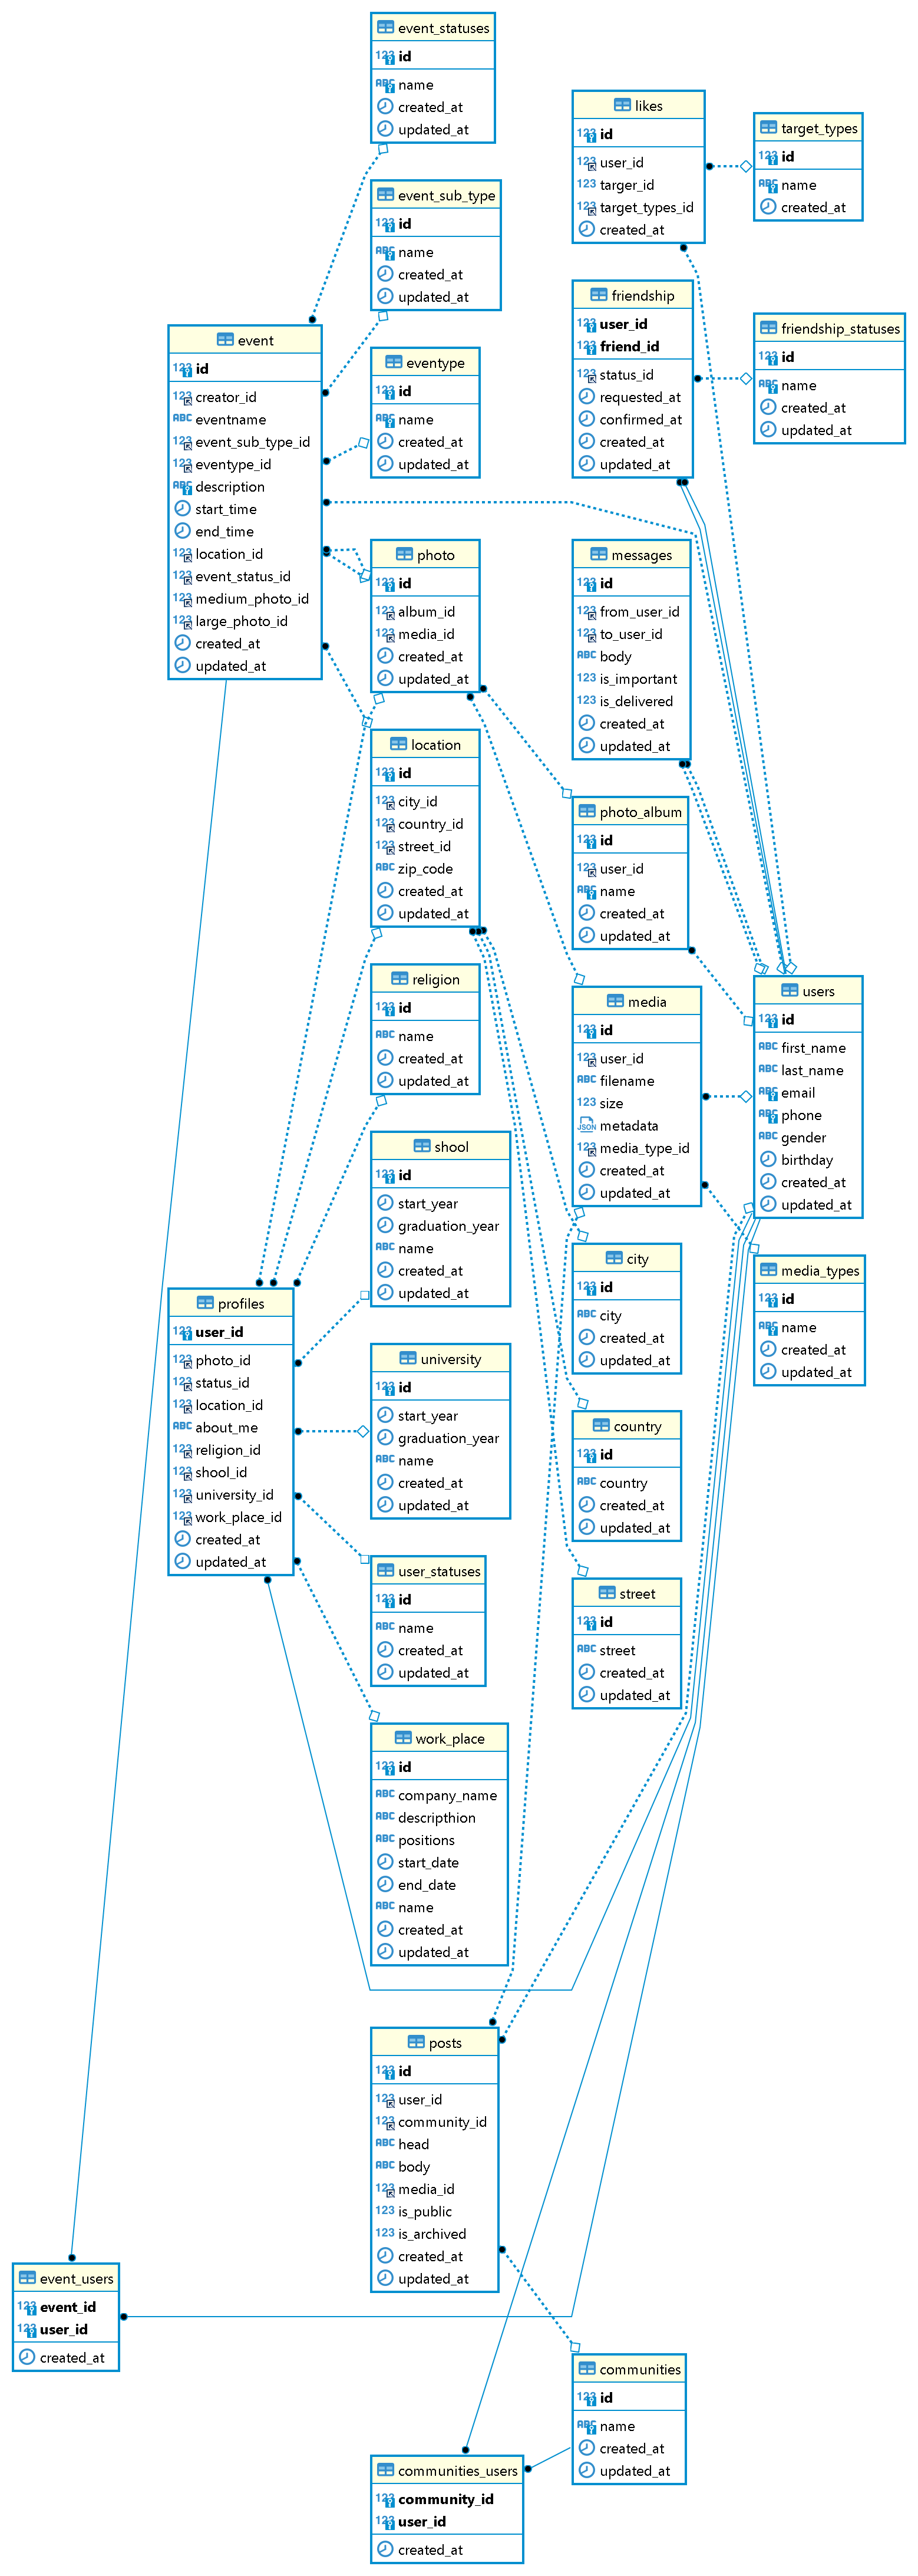 event_statuses
id
name
created_at
updated_at
likes
id
user_id
targer_id
target_types_id
created_at
target_types
id
name
created_at
event_sub_type
id
name
created_at
updated_at
friendship
user_id
friend_id
status_id
requested_at
confirmed_at
created_at
updated_at
friendship_statuses
id
name
created_at
updated_at
event
id
creator_id
eventname
event_sub_type_id
eventype_id
description
start_time
end_time
location_id
event_status_id
medium_photo_id
large_photo_id
created_at
updated_at
eventype
id
name
created_at
updated_at
photo
id
album_id
media_id
created_at
updated_at
messages
id
from_user_id
to_user_id
body
is_important
is_delivered
created_at
updated_at
location
id
city_id
country_id
street_id
zip_code
created_at
updated_at
photo_album
id
user_id
name
created_at
updated_at
religion
id
name
created_at
updated_at
media
id
user_id
filename
size
metadata
media_type_id
created_at
updated_at
users
id
first_name
last_name
email
phone
gender
birthday
created_at
updated_at
shool
id
start_year
graduation_year
name
created_at
updated_at
city
id
city
created_at
updated_at
media_types
id
name
created_at
updated_at
profiles
user_id
photo_id
status_id
location_id
about_me
religion_id
shool_id
university_id
work_place_id
created_at
updated_at
university
id
start_year
graduation_year
name
created_at
updated_at
country
id
country
created_at
updated_at
user_statuses
id
name
created_at
updated_at
street
id
street
created_at
updated_at
work_place
id
company_name
descripthion
positions
start_date
end_date
name
created_at
updated_at
posts
id
user_id
community_id
head
body
media_id
is_public
is_archived
created_at
updated_at
event_users
event_id
user_id
created_at
communities
id
name
created_at
updated_at
communities_users
community_id
user_id
created_at